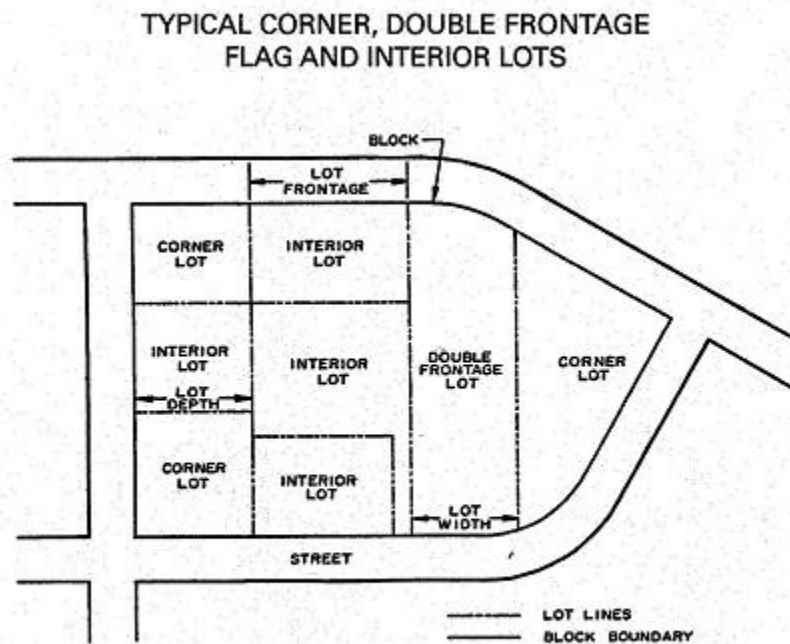 TYPICAL CORNER, DOUBLE FRONTAGE
FLAG AND INTERIOR LOTS
BLOCK
LOT
FRONTAGE
CORNER
LOT
INTERIOR
LOT
INTERIOR
LOT
LOT
DEPTH
INTERIOR
LOT
DOUBLE
FRONTAGE
LOT
CORNER
LOT
CORNER
LOT
INTERIOR
LOT
LOT
WIDTH
STREET
LOT LINES
BLOCK BOUNDARY